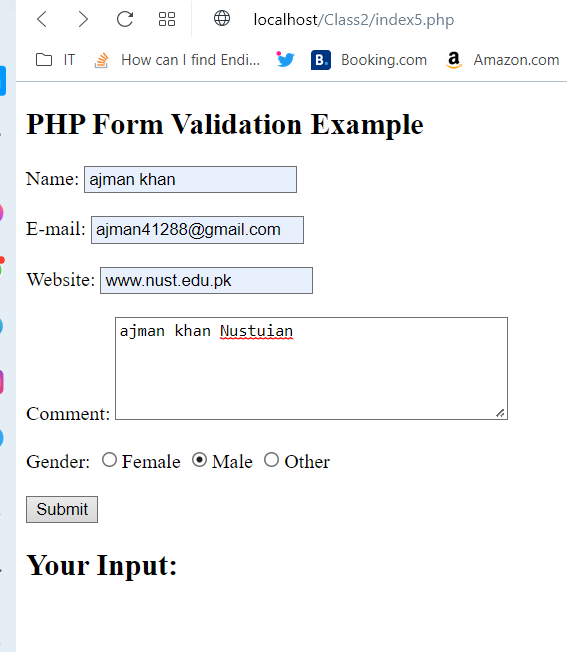 localhost/Class2/index5.php
IT How can I find Endi... B. Booking.com a Amazon.com
PHP Form Validation Example
Name: ajman khan
E-mail: ajman41288@gmail.com
Website: www.nust.edu.pk
ajman khan Nustuian
Comment:
Gender: Female Male Other
Submit
Your Input: